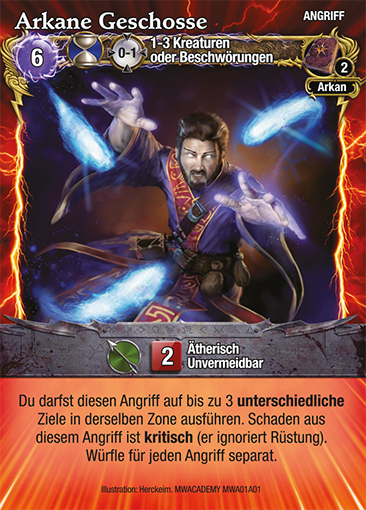 Arkane Geschosse
ANGRIFF
6
0-1
1-3 Kreaturen
oder Beschwörungen
2
Arkan
2
Ätherisch
Unvermeidbar
Du darfst diesen Angriff auf bis zu 3 unterschiedliche
Ziele in derselben Zone ausführen. Schaden aus
diesem Angriff ist kritisch (er ignoriert Rüstung).
Würfle für jeden Angriff separat.
Illustration: Herckeim. MWACADEMY MWA01A01